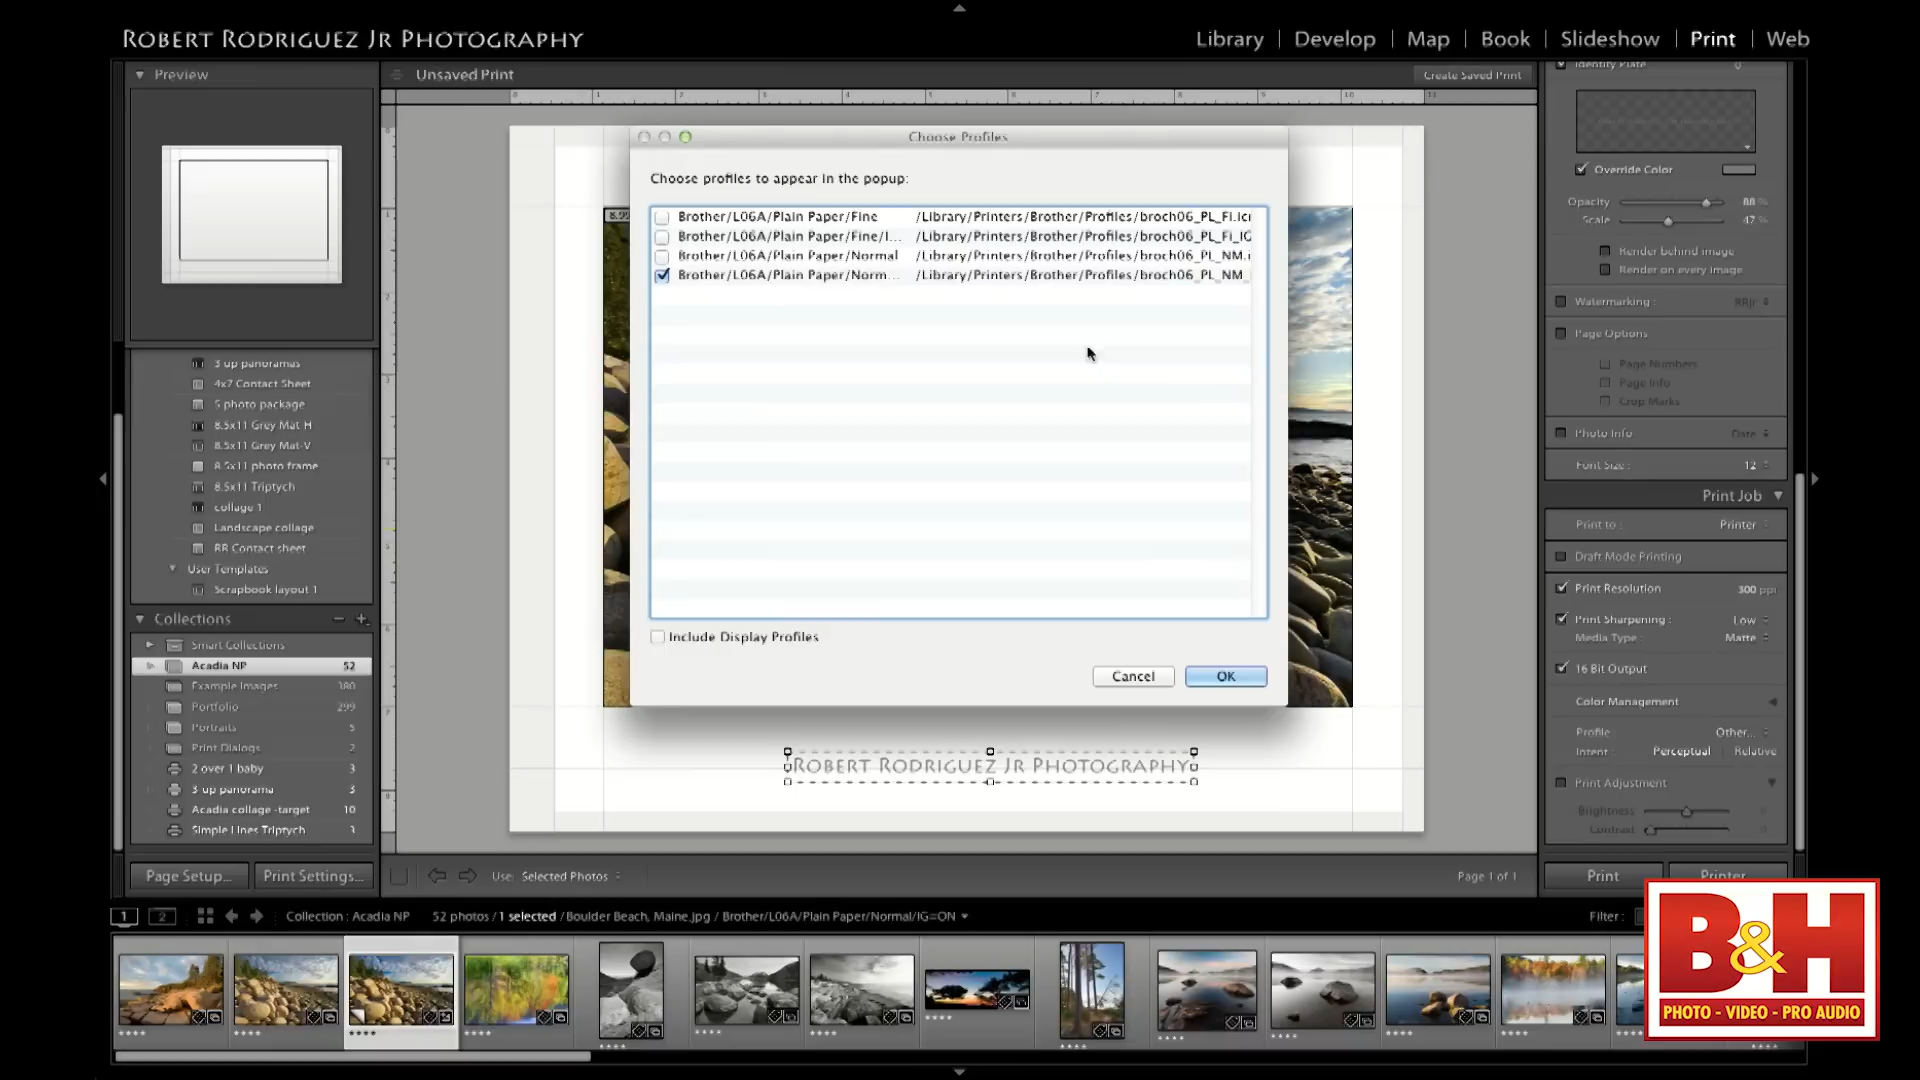 ROBERT RODRIGUEZ JR PHOTOGRAPHY
Library | Develop | Map | Book | Slideshow | Print | Web
Preview
Unsaved Print
Create Saved Print
Identity Plate
Choose Profiles
Choose profiles to appear in the popup:
Brother/L06A/Plain Paper/Fine /Library/Printers/Brother/Profiles/broch06_PL_Fi.ic
Brother/L06A/Plain Paper/Fine/I... /Library/Printers/Brother/Profiles/broch06_PL_Fi_IG
Brother/L06A/Plain Paper/Normal /Library/Printers/Brother/Profiles/broch06_PL_NM.i
Brother/L06A/Plain Paper/Norm... /Library/Printers/Brother/Profiles/broch06_PL_NM_
Include Display Profiles
Cancel
OK
ROBERT RODRIGUEZ JR PHOTOGRAPHY
3 up panoramas
4x7 Contact Sheet
5 photo package
8.5x11 Grey Mat-H
8.5x11 Grey Mat-V
8.5x11 photo frame
8.5x11 Triptych
collage 1
Landscape collage
RR Contact sheet
User Templates
Scrapbook layout 1
Collections
Smart Collections
Acadia NP 52
Example Images 380
Portfolio 299
Portraits 5
Print Dialogs 2
2 over 1 baby 3
3 up panorama 3
Acadia collage -target 10
Simple Lines Triptych 3
Page Setup...
Print Settings...
Override Color
Opacity 88 %
Scale 47 %
Render behind image
Render on every image
Watermarking : RRJr
Page Options
Page Numbers
Page Info
Crop Marks
Photo Info Date
Font Size : 12
Print Job
Print to : Printer
Draft Mode Printing
Print Resolution 300 ppi
Print Sharpening : Low
Media Type : Matte
16 Bit Output
Color Management
Profile : Other...
Intent : Perceptual Relative
Print Adjustment
Brightness 0
Contrast 0
Print
Printer
Use: Selected Photos
Page 1 of 1
1 2 Collection : Acadia NP 52 photos / 1 selected / Boulder Beach, Maine.jpg / Brother/L06A/Plain Paper/Normal/IG=ON
Filter :
B&H
PHOTO - VIDEO - PRO AUDIO